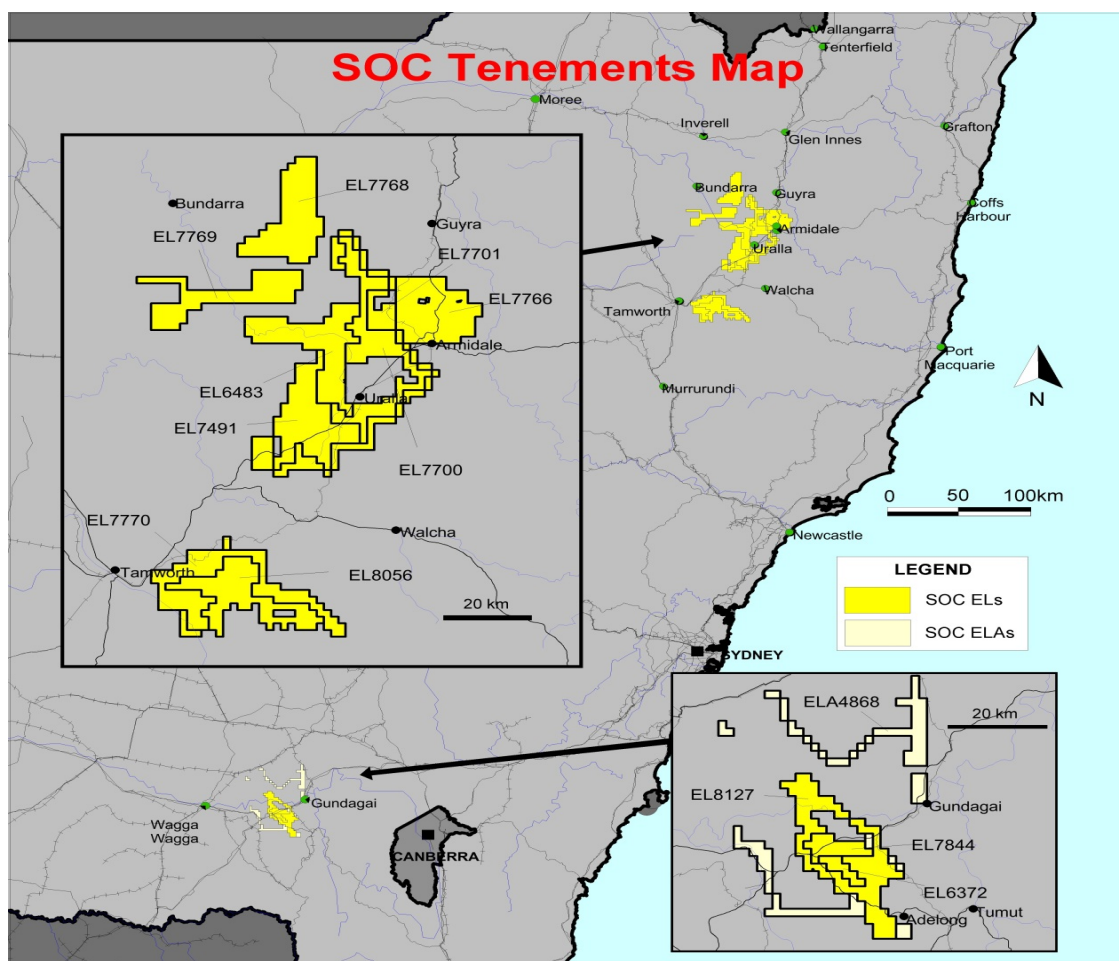 SOC Tenements Map
Wallangarra
Tenterfield
Moree
Inverell
Glen Innes
Grafton
Bundarra
Guyra
Coffs
Harbour
Armidale
Uralla
Walcha
Tamworth
Port
Macquarie
Murrurundi
N
0 50 100km
Newcastle
SYDNEY
Gundagai
Wagga
Wagga
CANBERRA
EL7768
Bundarra
Guyra
EL7769
EL7701
EL7766
Armidale
EL6483
Uralla
EL7491
EL7700
EL7770
Walcha
Tamworth
EL8056
20 km
LEGEND
SOC ELs
SOC ELAs
ELA4868
20 km
EL8127
Gundagai
EL7844
EL6372
Adelong
Tumut